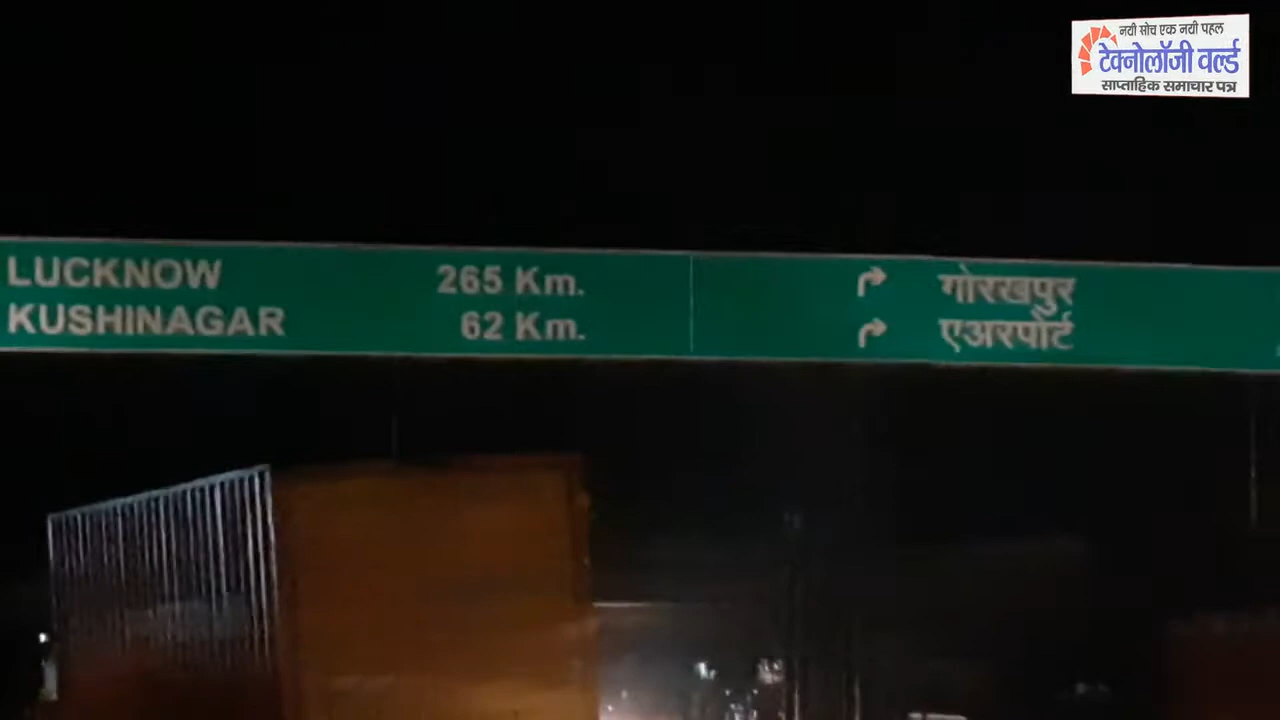 नयी सोच एक नयी पहल
टेक्नोलॉजी वर्ल्ड
साप्ताहिक समाचार पत्र
LUCKNOW 265 Km.
KUSHINAGAR 62 Km.
गोरखपुर
एअरपोर्ट